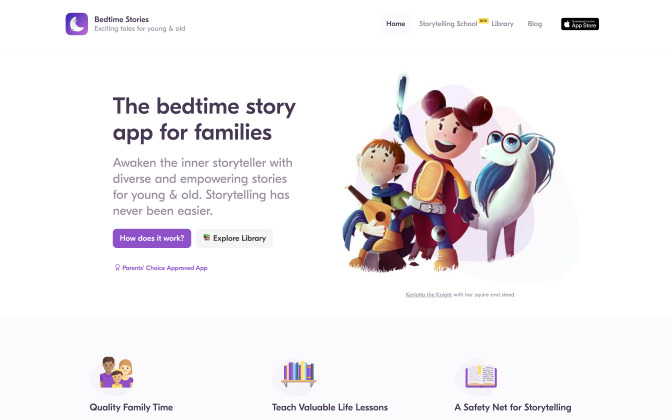 Bedtime Stories
Exciting tales for young & old
Home
Storytelling School
Library
Blog
App Store
The bedtime story
app for families
Awaken the inner storyteller with
diverse and empowering stories
for young & old. Storytelling has
never been easier.
How does it work?
Explore Library
Parents' Choice Approved App
Karlotta the Knight with her squire and steed.
Quality Family Time
Teach Valuable Life Lessons
A Safety Net for Storytelling